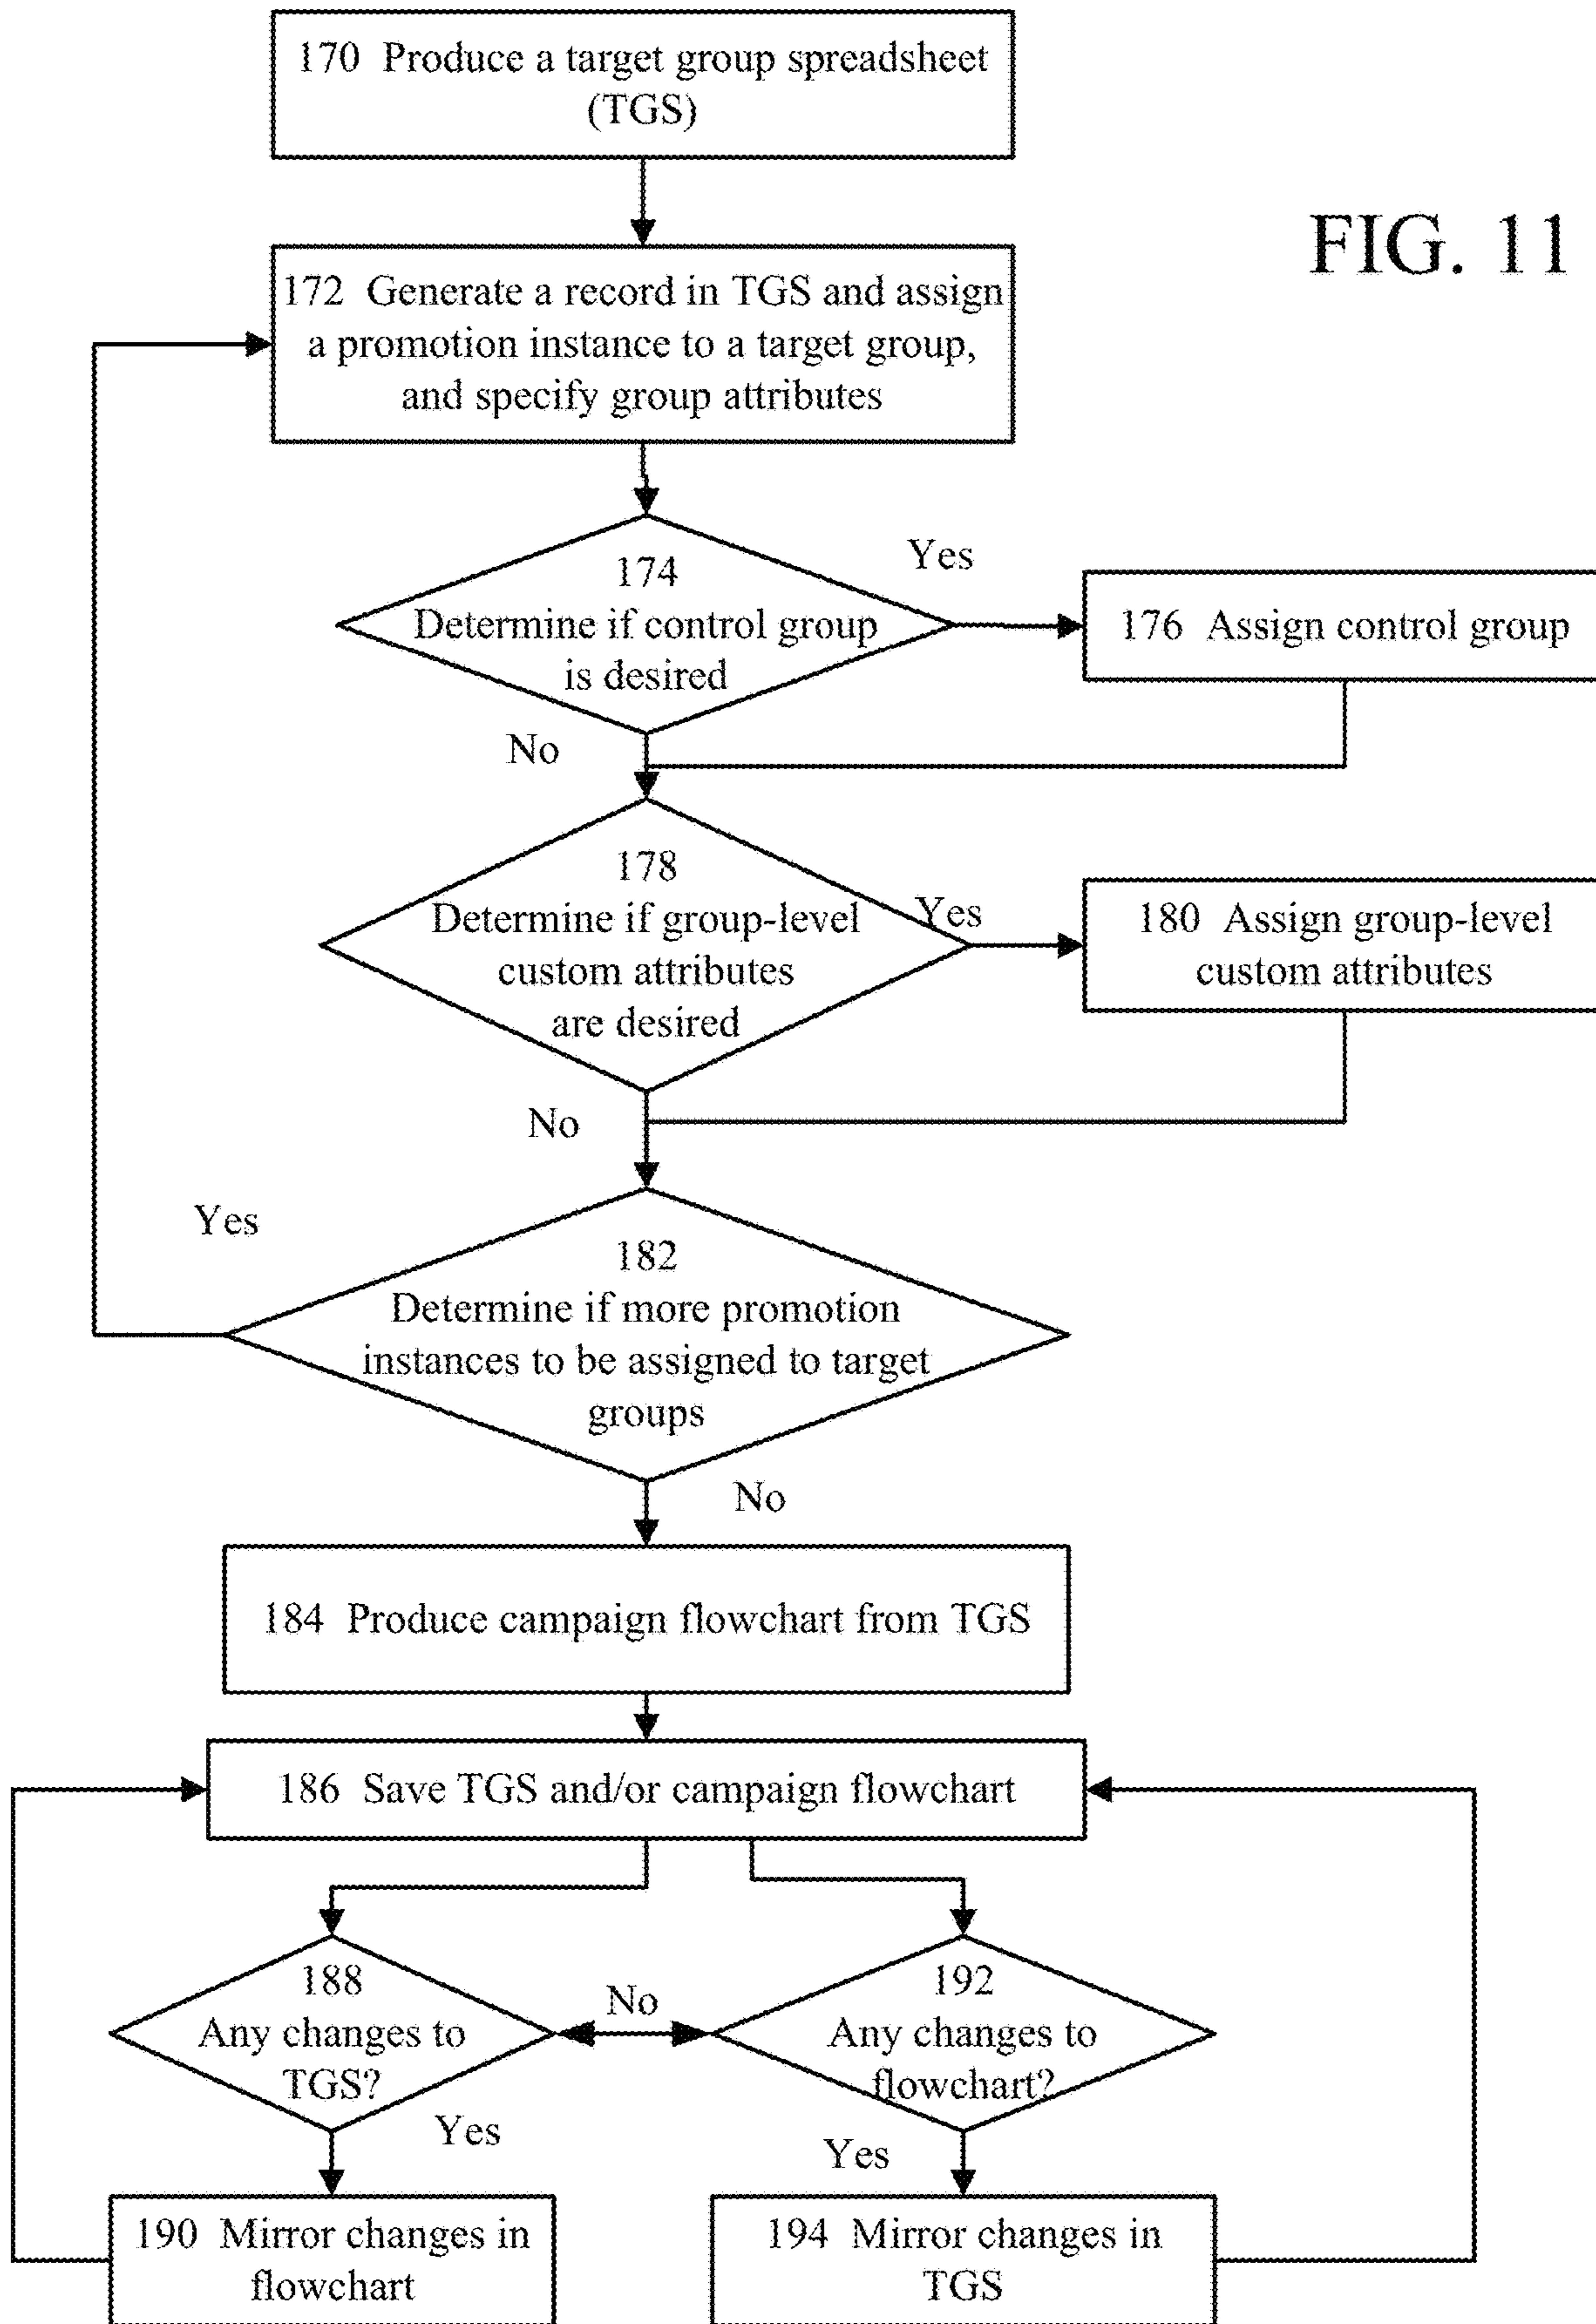 170 Produce a target group spreadsheet
(TGS)
FIG. 11
172 Generate a record in TGS and assign
a promotion instance to a target group,
and specify group attributes
174
Determine if control group
is desired
Yes
176 Assign control group
No
178
Determine if group-level
custom attributes
are desired
Yes
180 Assign group-level
custom attributes
No
Yes
182
Determine if more promotion
instances to be assigned to target
groups
No
184 Produce campaign flowchart from TGS
186 Save TGS and/or campaign flowchart
188
Any changes to
TGS?
No
192
Any changes to
flowchart?
Yes
Yes
190 Mirror changes in
flowchart
194 Mirror changes in
TGS